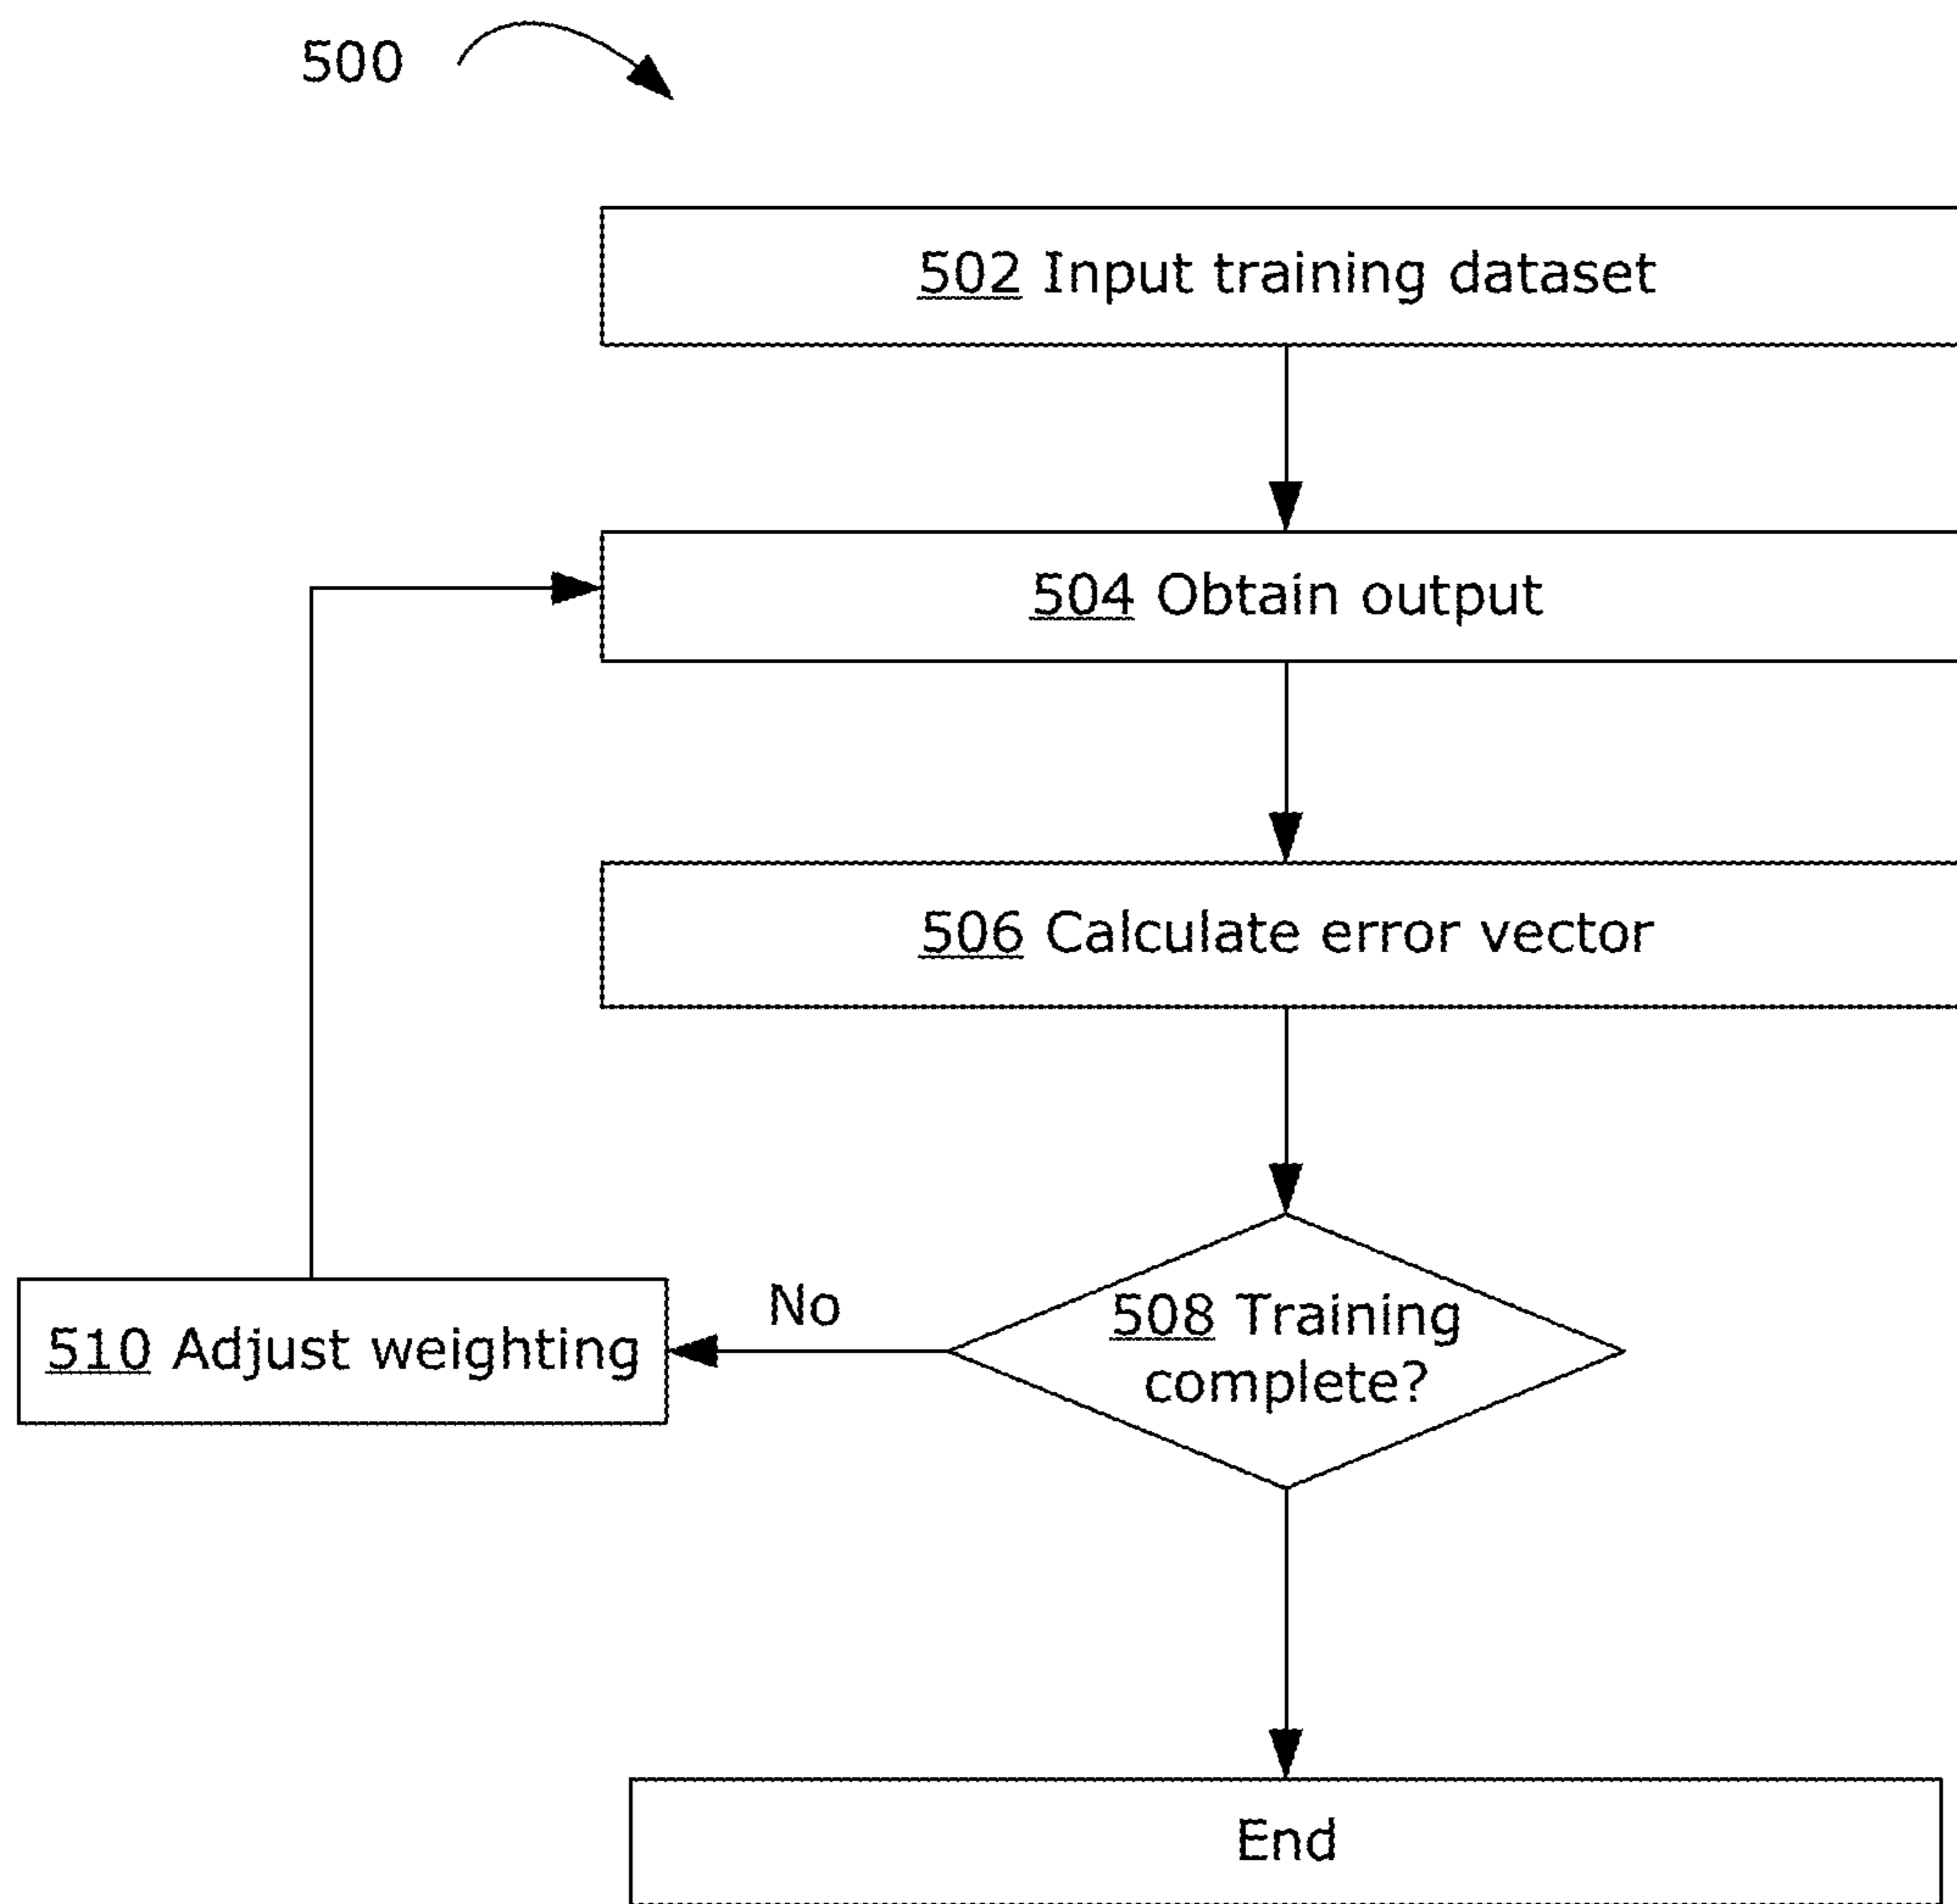 500
502 Input training dataset
504 Obtain output
506 Calculate error vector
No
508 Training
complete?
510 Adjust weighting
End